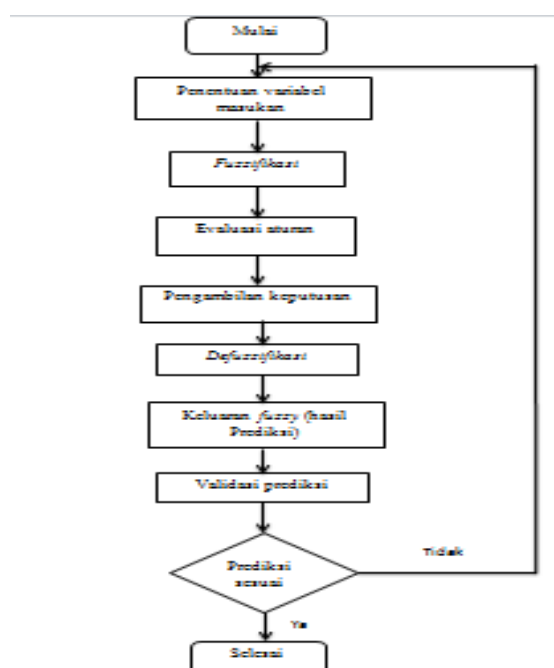 Mulai
Penentuan variabel
masukan
Fuzzifikasi
Evaluasi aturan
Pengambilan keputusan
Defuzzifikasi
Keluaran fuzzy (hasil
Prediksi)
Validasi prediksi
Prediksi
sesuai
Tidak
Ya
Selesai